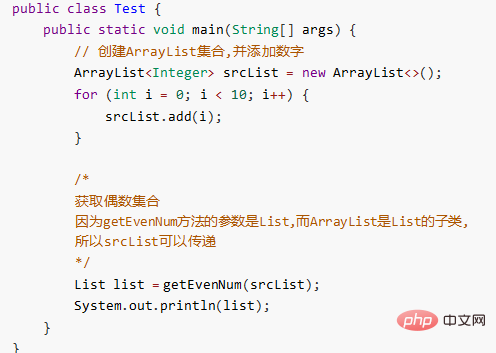 public class Test {
    public static void main(String[] args) {
        // 创建ArrayList集合,并添加数字
        ArrayList<Integer> srcList = new ArrayList<>();
        for (int i = 0; i < 10; i++) {
            srcList.add(i);
        }
        /*
        获取偶数集合
        因为getEvenNum方法的参数是List,而ArrayList是List的子类,
        所以srcList可以传递
        */
        List list = getEvenNum(srcList);
        System.out.println(list);
    }
}
php 中文网